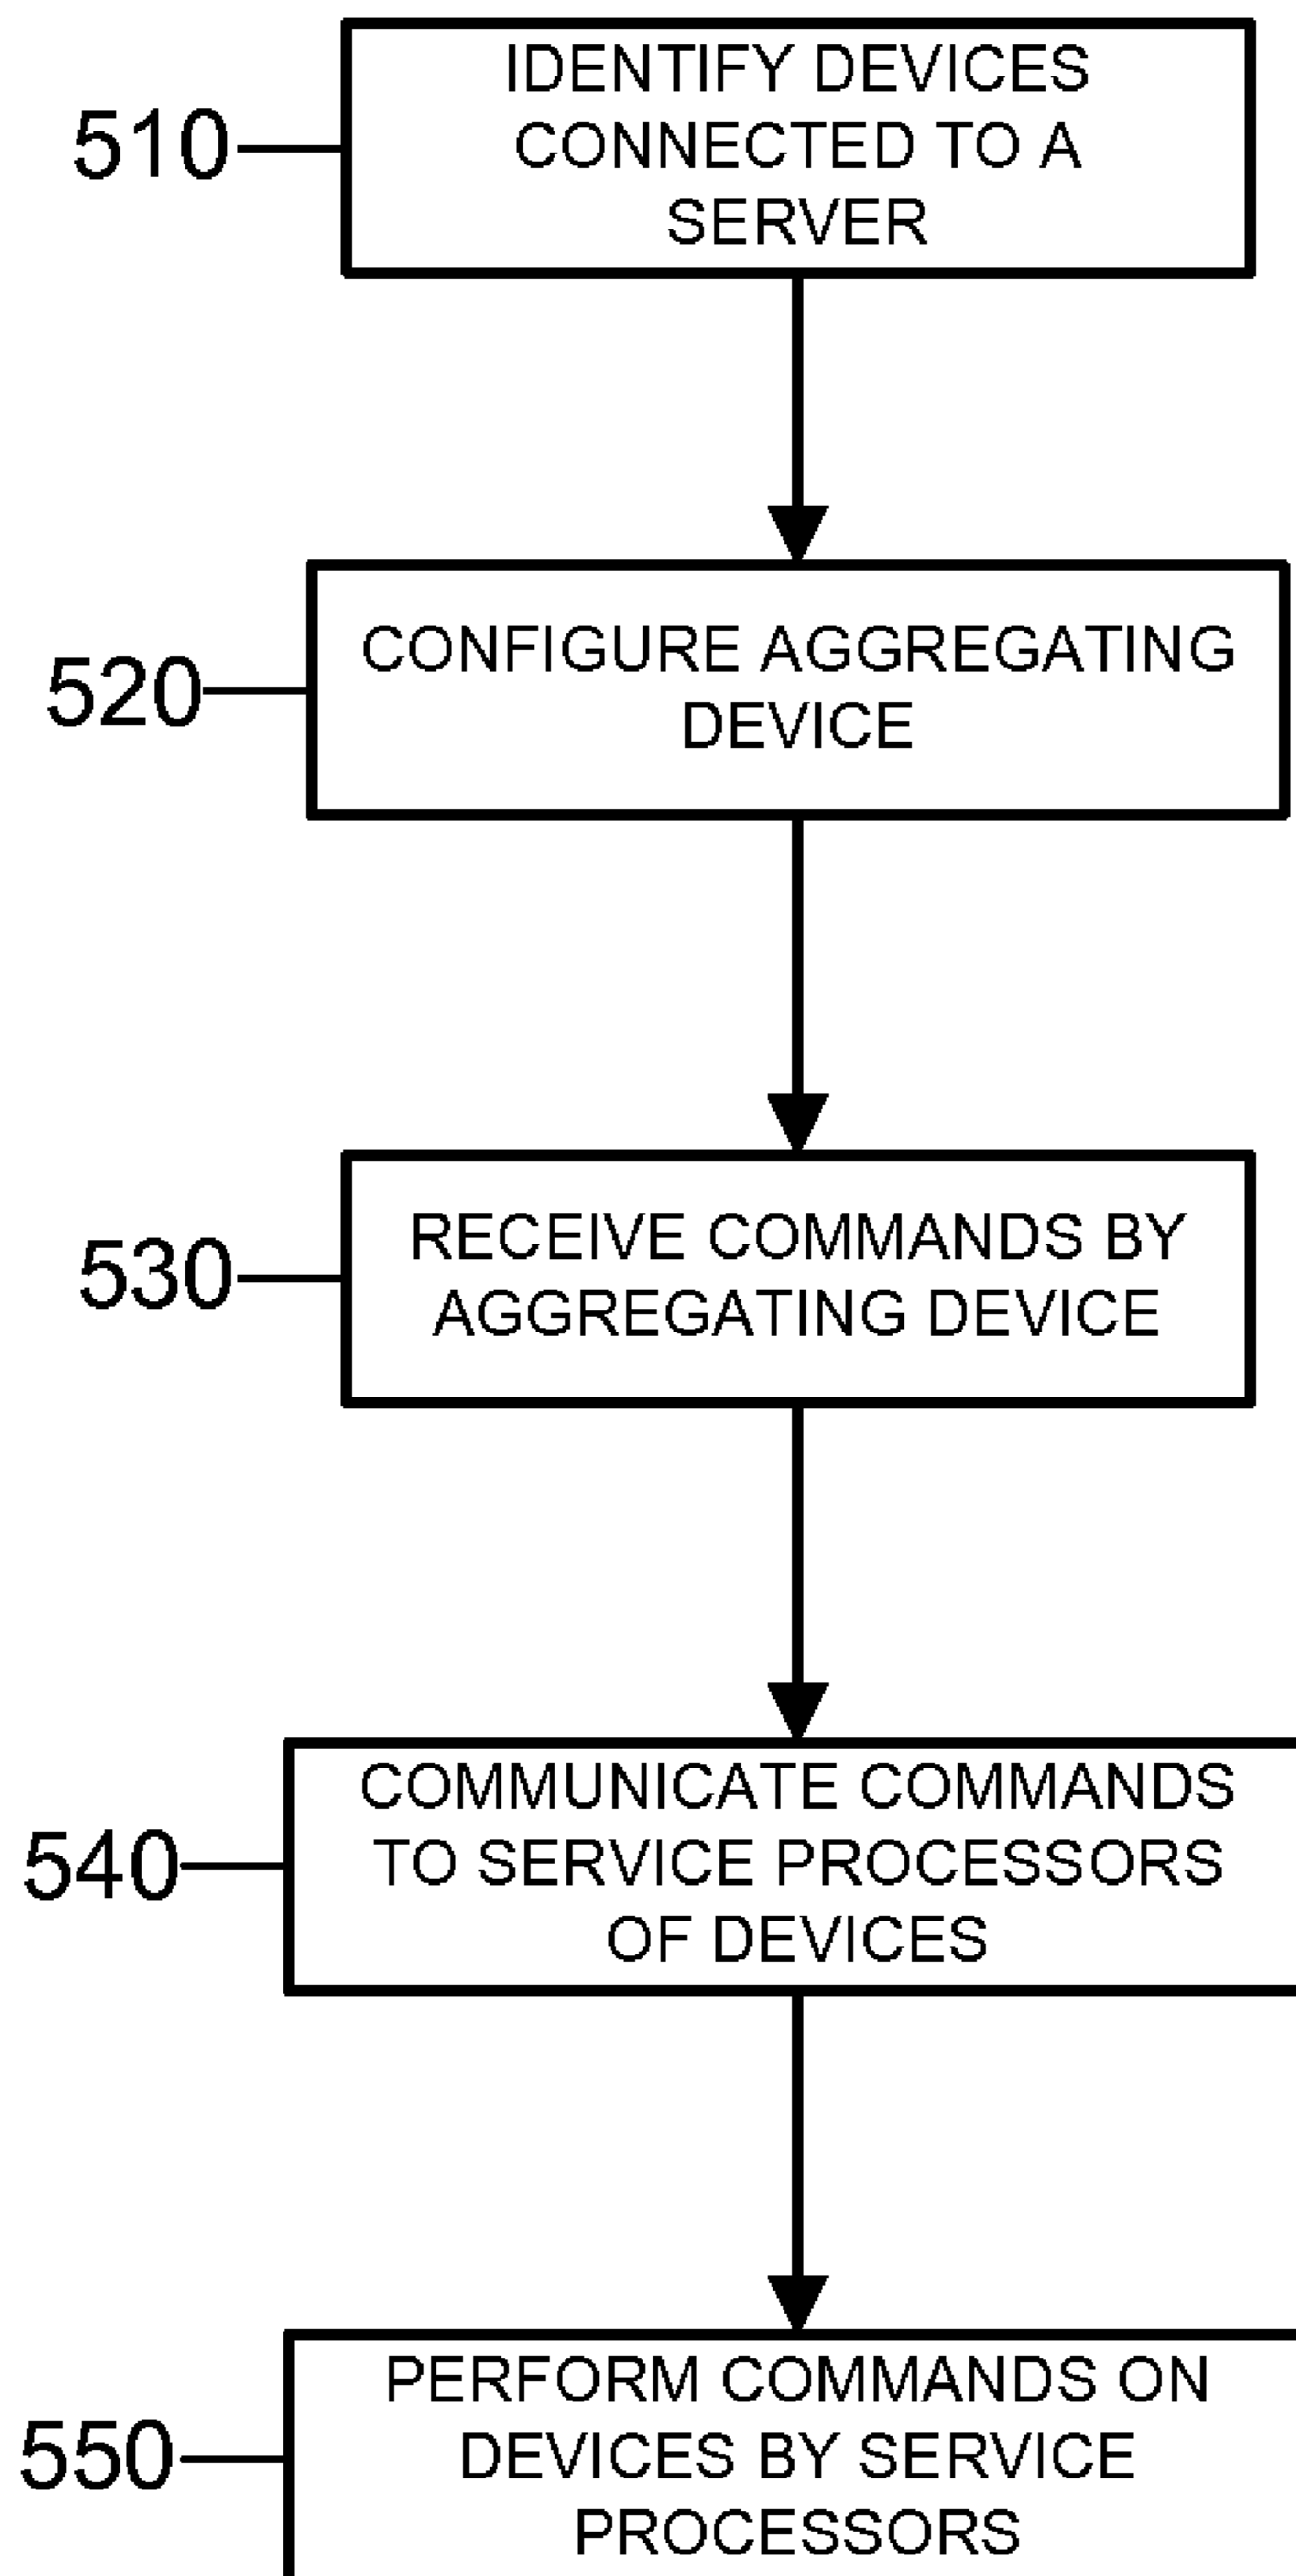 510
IDENTIFY DEVICES
CONNECTED TO A
SERVER
520
CONFIGURE AGGREGATING
DEVICE
530
RECEIVE COMMANDS BY
AGGREGATING DEVICE
540
COMMUNICATE COMMANDS
TO SERVICE PROCESSORS
OF DEVICES
550
PERFORM COMMANDS ON
DEVICES BY SERVICE
PROCESSORS